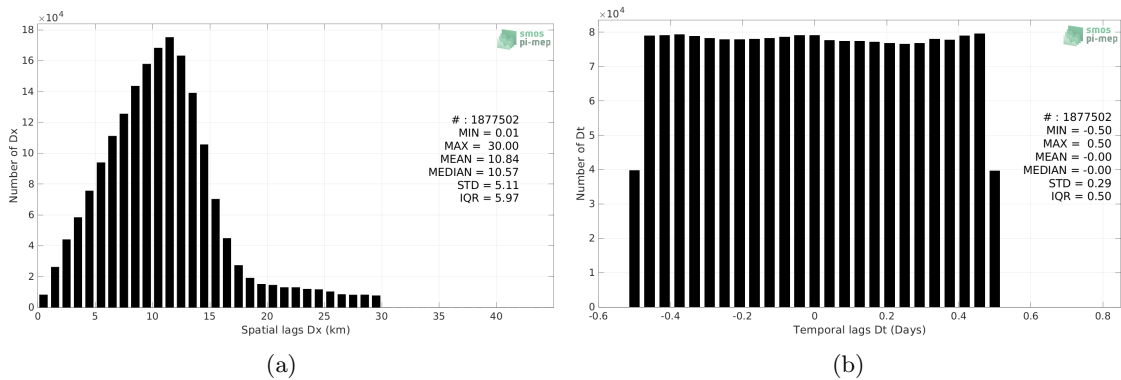 ×10⁴
18
16
14
12
10
8
6
4
2
0
Number of Dx
0 5 10 15 20 25 30 35 40
Spatial lags Dx (km)
smos
pi-mep
# : 1877502
MIN = 0.01
MAX = 30.00
MEAN = 10.84
MEDIAN = 10.57
STD = 5.11
IQR = 5.97
(a)
×10⁴
8
7
6
5
4
3
2
1
0
Number of Dt
-0.6 -0.4 -0.2 0 0.2 0.4 0.6 0.8
Temporal lags Dt (Days)
smos
pi-mep
# : 1877502
MIN = -0.50
MAX = 0.50
MEAN = -0.00
MEDIAN = -0.00
STD = 0.29
IQR = 0.50
(b)